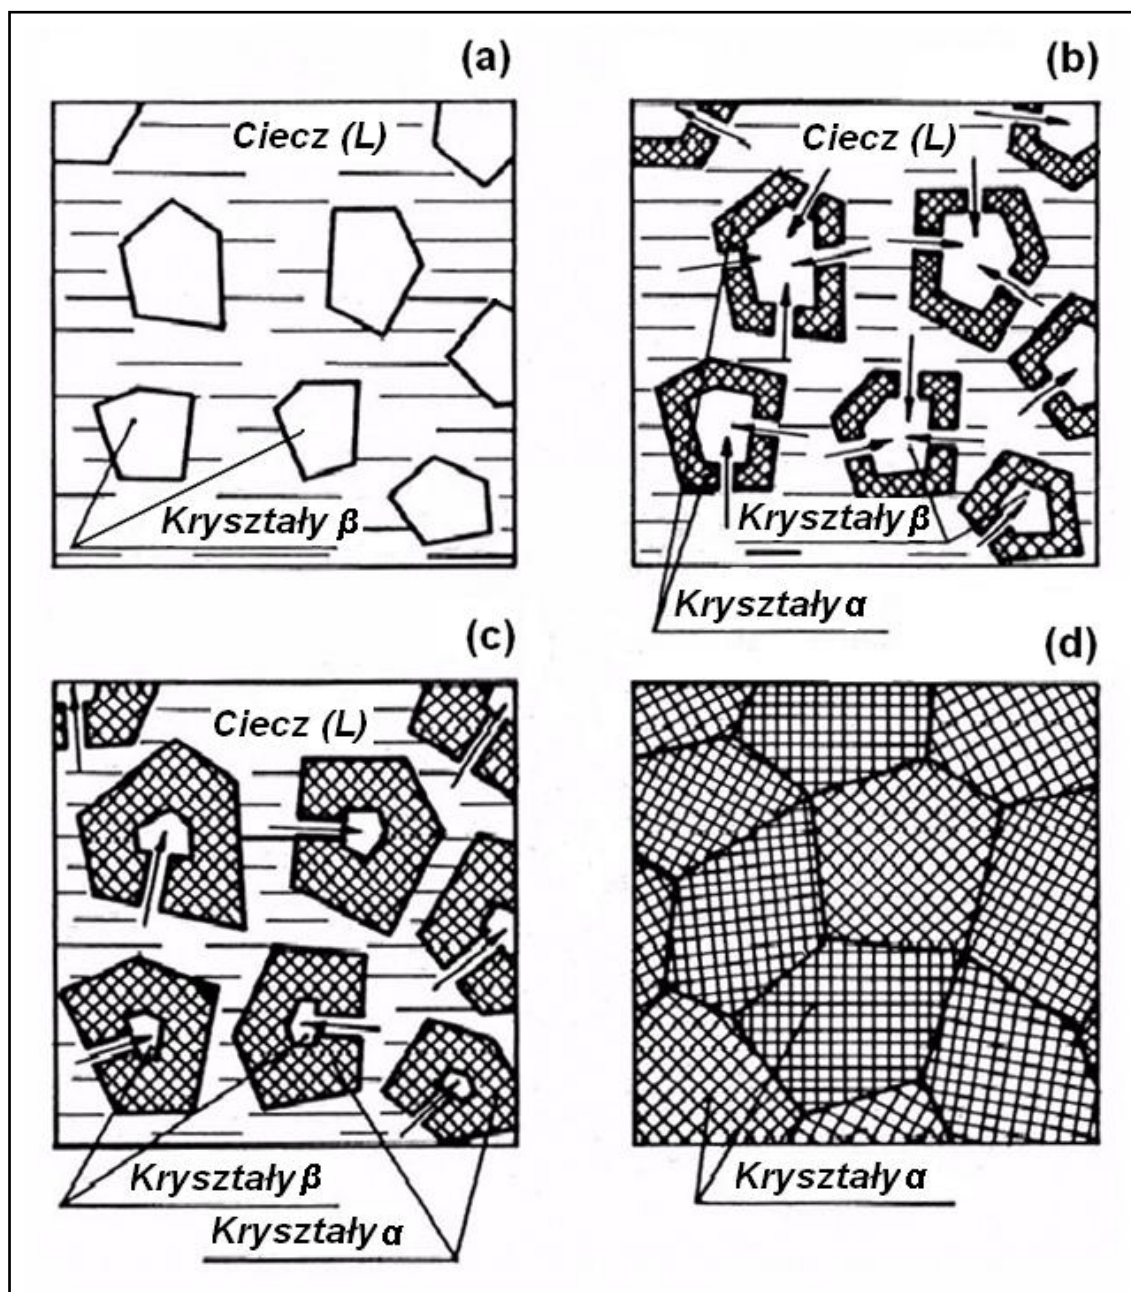 (a)
Ciecz (L)
Kryształy β
(b)
Ciecz (L)
Kryształy β
Kryształy α
(c)
Ciecz (L)
Kryształy β
Kryształy α
(d)
Kryształy α